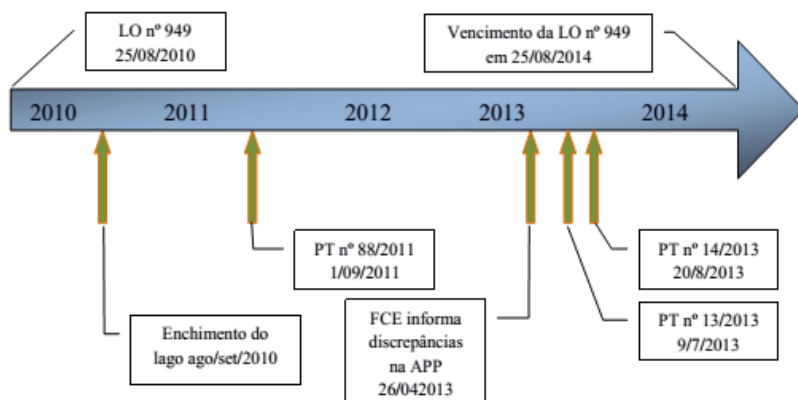 LO nº 949
25/08/2010
Vencimento da LO nº 949
em 25/08/2014
2010 2011 2012 2013 2014
PT nº 88/2011
1/09/2011
PT nº 14/2013
20/8/2013
Enchimento do
lago ago/set/2010
FCE informa
discrepâncias
na APP
26/042013
PT nº 13/2013
9/7/2013